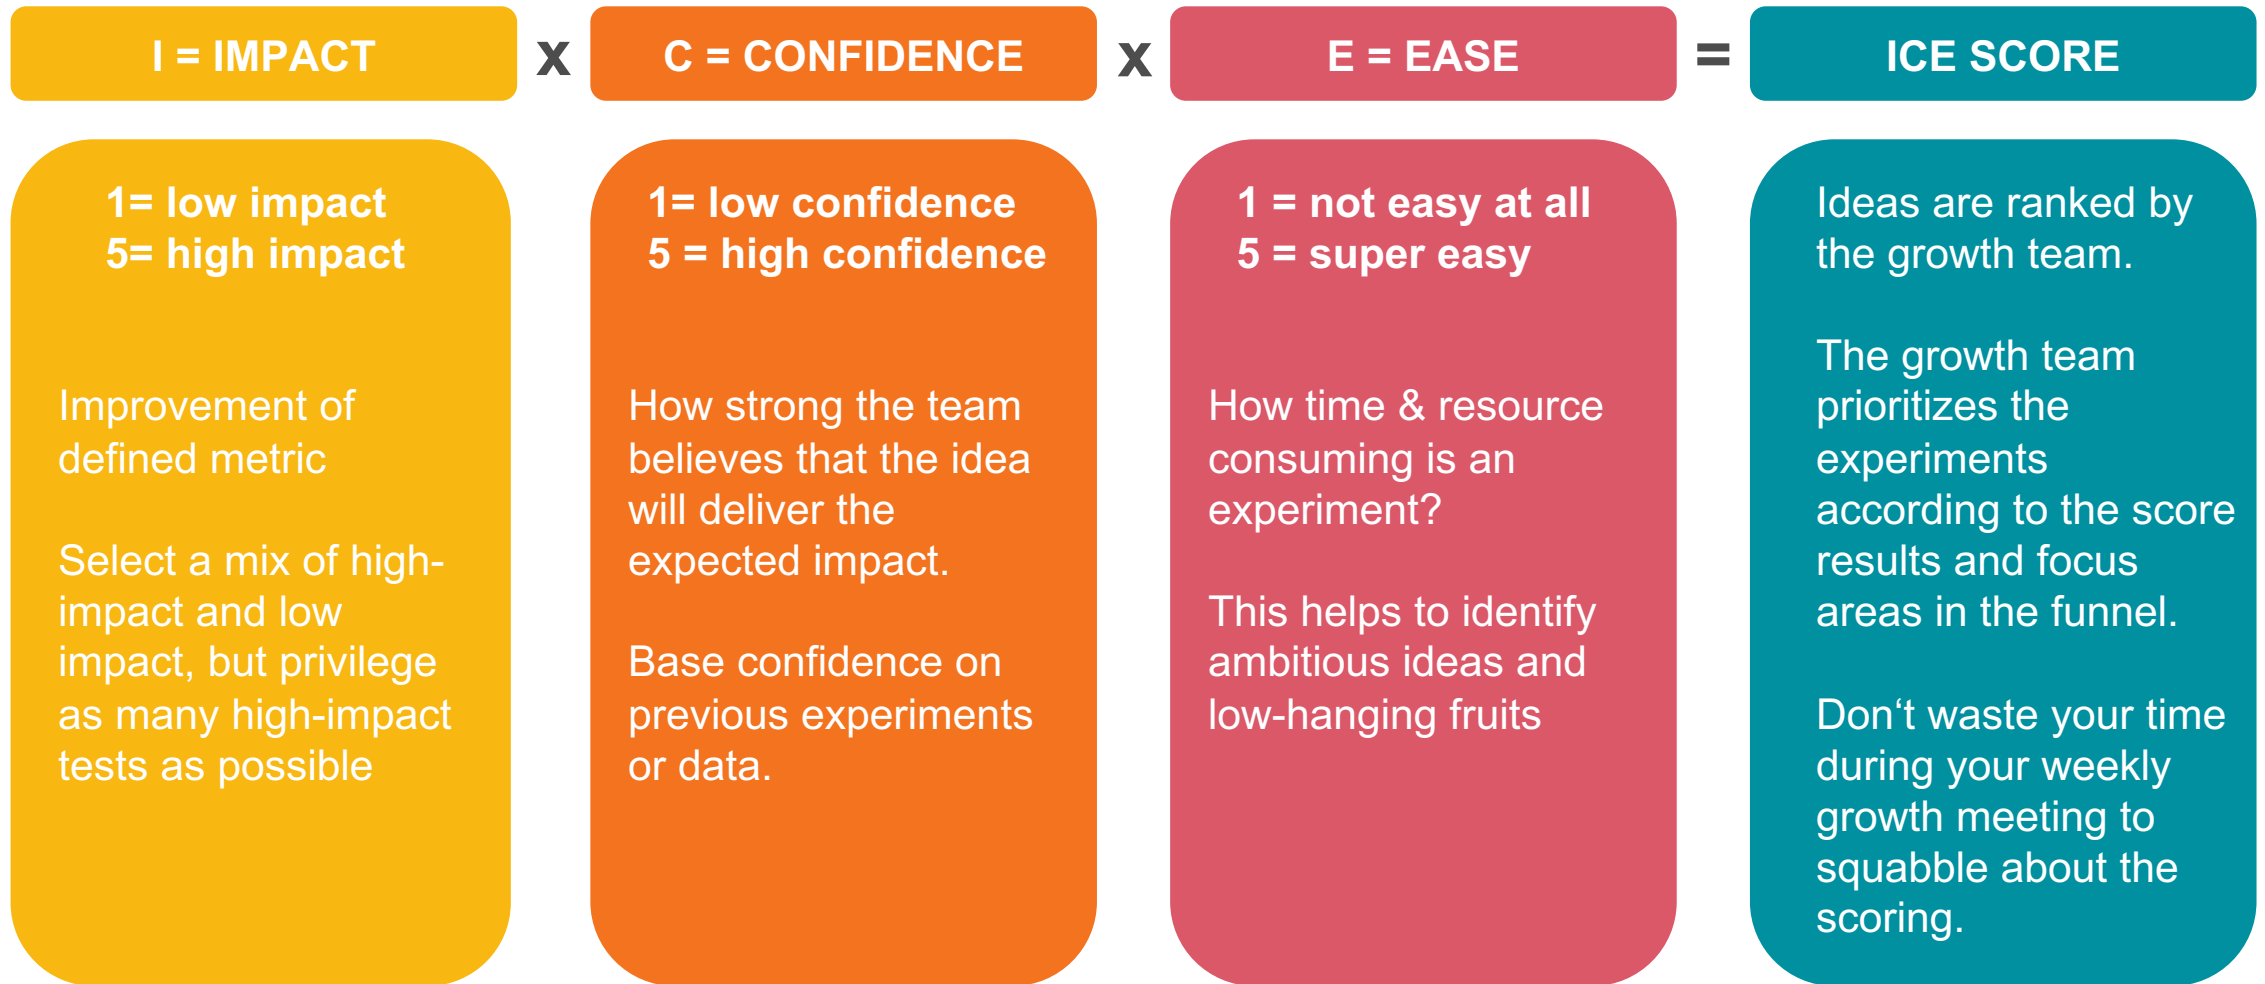 I = IMPACT
x
C = CONFIDENCE
x
E = EASE
=
ICE SCORE
1= low impact
5= high impact
Improvement of
defined metric
Select a mix of high-
impact and low
impact, but privilege
as many high-impact
tests as possible
1= low confidence
5 = high confidence
How strong the team
believes that the idea
will deliver the
expected impact.
Base confidence on
previous experiments
or data.
1 = not easy at all
5 = super easy
How time & resource
consuming is an
experiment?
This helps to identify
ambitious ideas and
low-hanging fruits
Ideas are ranked by
the growth team.
The growth team
prioritizes the
experiments
according to the score
results and focus
areas in the funnel.
Don‘t waste your time
during your weekly
growth meeting to
squabble about the
scoring.